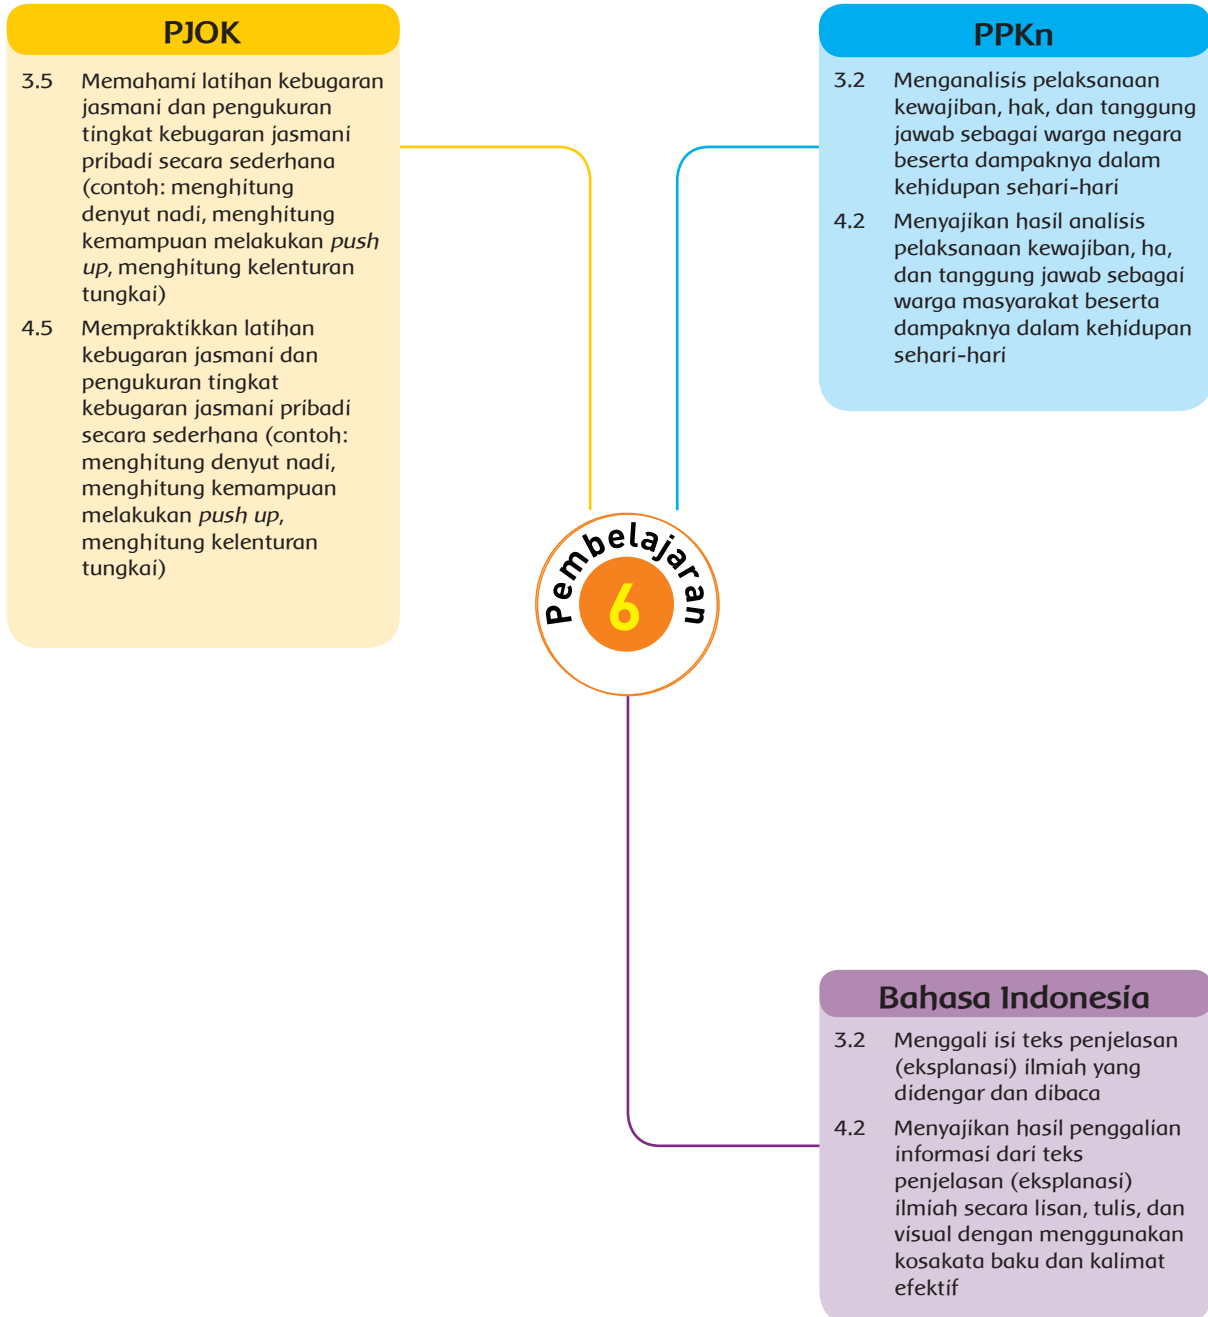 PJOK
3.5 Memahami latihan kebugaran
jasmani dan pengukuran
tingkat kebugaran jasmani
pribadi secara sederhana
(contoh: menghitung
denyut nadi, menghitung
kemampuan melakukan push
up, menghitung kelenturan
tungkai)
4.5 Mempraktikkan latihan
kebugaran jasmani dan
pengukuran tingkat
kebugaran jasmani pribadi
secara sederhana (contoh:
menghitung denyut nadi,
menghitung kemampuan
melakukan push up,
menghitung kelenturan
tungkai)
PPKn
3.2 Menganalisis pelaksanaan
kewajiban, hak, dan tanggung
jawab sebagai warga negara
beserta dampaknya dalam
kehidupan sehari-hari
4.2 Menyajikan hasil analisis
pelaksanaan kewajiban, ha,
dan tanggung jawab sebagai
warga masyarakat beserta
dampaknya dalam kehidupan
sehari-hari
Pembelajaran
6
Bahasa Indonesia
3.2 Menggali isi teks penjelasan
(eksplanasi) ilmiah yang
didengar dan dibaca
4.2 Menyajikan hasil penggalian
informasi dari teks
penjelasan (eksplanasi)
ilmiah secara lisan, tulis, dan
visual dengan menggunakan
kosakata baku dan kalimat
efektif